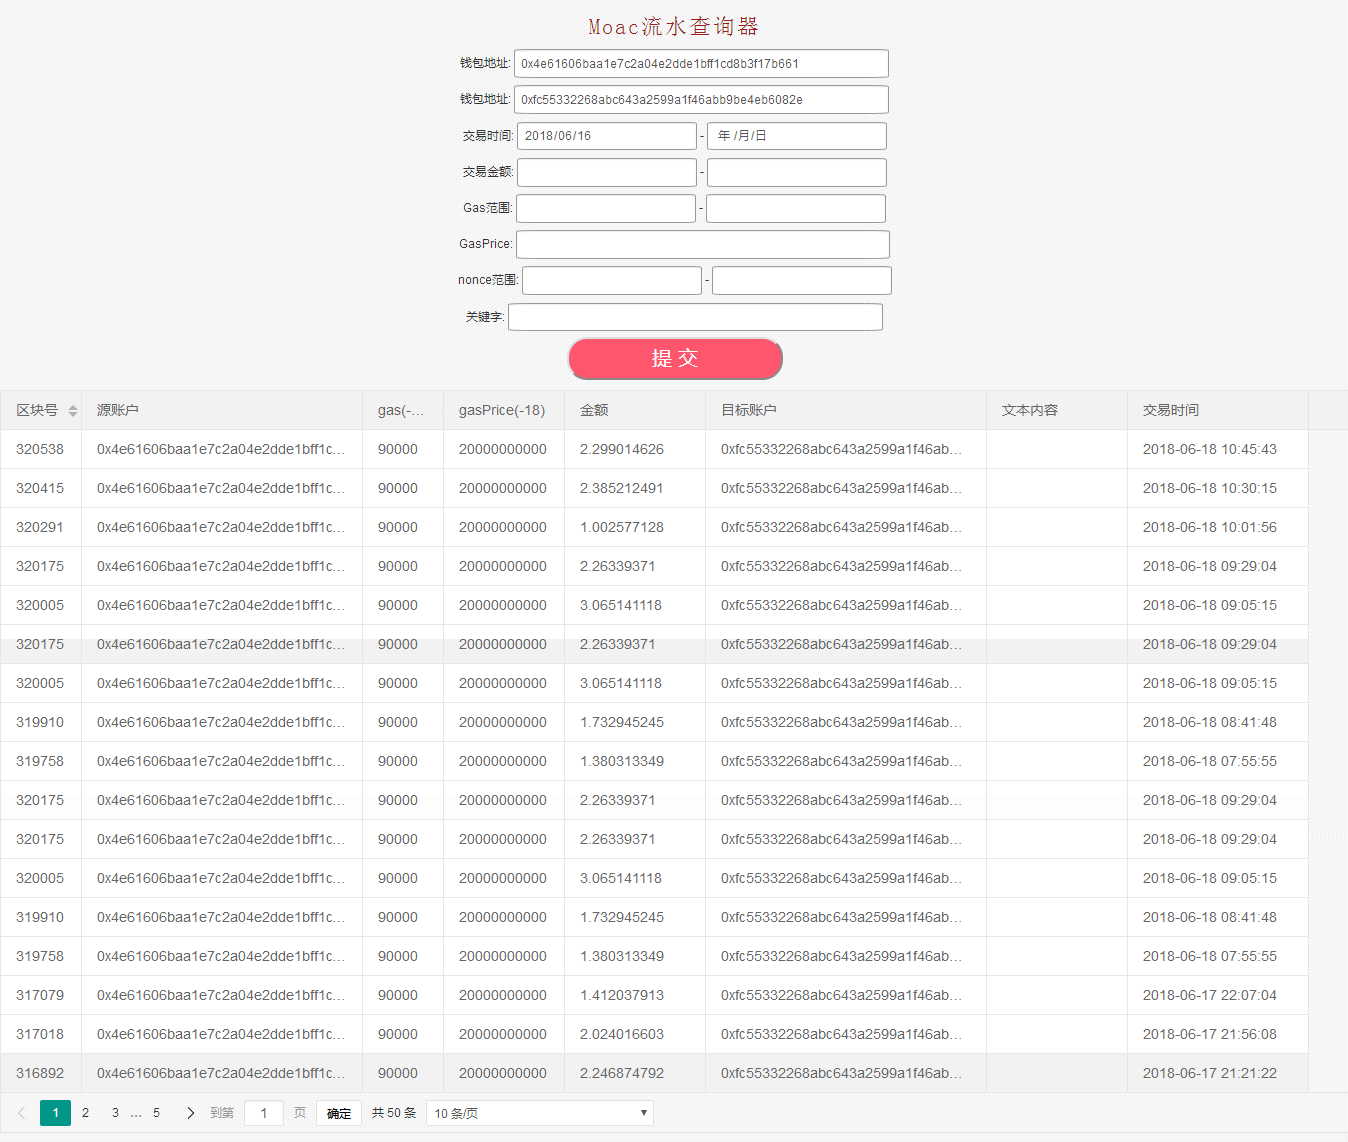 Moac流水查询器
钱包地址: 0x4e61606baa1e7c2a04e2dde1bff1cd8b3f17b661
钱包地址: 0xfc55332268abc643a2599a1f46abb9be4eb6082e
交易时间: 2018/06/16 - 年 /月/日
交易金额: -
Gas范围: -
GasPrice:
nonce范围: -
关键字:
提交
区块号 源账户 gas(-... gasPrice(-18) 金额 目标账户 文本内容 交易时间
320538 0x4e61606baa1e7c2a04e2dde1bff1c... 90000 20000000000 2.299014626 0xfc55332268abc643a2599a1f46ab... 2018-06-18 10:45:43
320415 0x4e61606baa1e7c2a04e2dde1bff1c... 90000 20000000000 2.385212491 0xfc55332268abc643a2599a1f46ab... 2018-06-18 10:30:15
320291 0x4e61606baa1e7c2a04e2dde1bff1c... 90000 20000000000 1.002577128 0xfc55332268abc643a2599a1f46ab... 2018-06-18 10:01:56
320175 0x4e61606baa1e7c2a04e2dde1bff1c... 90000 20000000000 2.26339371 0xfc55332268abc643a2599a1f46ab... 2018-06-18 09:29:04
320005 0x4e61606baa1e7c2a04e2dde1bff1c... 90000 20000000000 3.065141118 0xfc55332268abc643a2599a1f46ab... 2018-06-18 09:05:15
320175 0x4e61606baa1e7c2a04e2dde1bff1c... 90000 20000000000 2.26339371 0xfc55332268abc643a2599a1f46ab... 2018-06-18 09:29:04
320005 0x4e61606baa1e7c2a04e2dde1bff1c... 90000 20000000000 3.065141118 0xfc55332268abc643a2599a1f46ab... 2018-06-18 09:05:15
319910 0x4e61606baa1e7c2a04e2dde1bff1c... 90000 20000000000 1.732945245 0xfc55332268abc643a2599a1f46ab... 2018-06-18 08:41:48
319758 0x4e61606baa1e7c2a04e2dde1bff1c... 90000 20000000000 1.380313349 0xfc55332268abc643a2599a1f46ab... 2018-06-18 07:55:55
320175 0x4e61606baa1e7c2a04e2dde1bff1c... 90000 20000000000 2.26339371 0xfc55332268abc643a2599a1f46ab... 2018-06-18 09:29:04
320175 0x4e61606baa1e7c2a04e2dde1bff1c... 90000 20000000000 2.26339371 0xfc55332268abc643a2599a1f46ab... 2018-06-18 09:29:04
320005 0x4e61606baa1e7c2a04e2dde1bff1c... 90000 20000000000 3.065141118 0xfc55332268abc643a2599a1f46ab... 2018-06-18 09:05:15
319910 0x4e61606baa1e7c2a04e2dde1bff1c... 90000 20000000000 1.732945245 0xfc55332268abc643a2599a1f46ab... 2018-06-18 08:41:48
319758 0x4e61606baa1e7c2a04e2dde1bff1c... 90000 20000000000 1.380313349 0xfc55332268abc643a2599a1f46ab... 2018-06-18 07:55:55
317079 0x4e61606baa1e7c2a04e2dde1bff1c... 90000 20000000000 1.412037913 0xfc55332268abc643a2599a1f46ab... 2018-06-17 22:07:04
317018 0x4e61606baa1e7c2a04e2dde1bff1c... 90000 20000000000 2.024016603 0xfc55332268abc643a2599a1f46ab... 2018-06-17 21:56:08
316892 0x4e61606baa1e7c2a04e2dde1bff1c... 90000 20000000000 2.246874792 0xfc55332268abc643a2599a1f46ab... 2018-06-17 21:21:22
1 2 3 ... 5 到第 1 页 确定 共 50 条 10 条/页